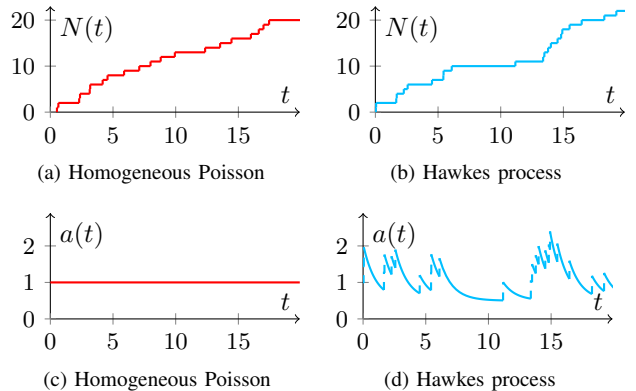 N(t)
20
10
0
t
0 5 10 15
(a) Homogeneous Poisson
N(t)
20
10
0
t
0 5 10 15
(b) Hawkes process
a(t)
2
1
0
t
0 5 10 15
(c) Homogeneous Poisson
a(t)
2
1
0
t
0 5 10 15
(d) Hawkes process